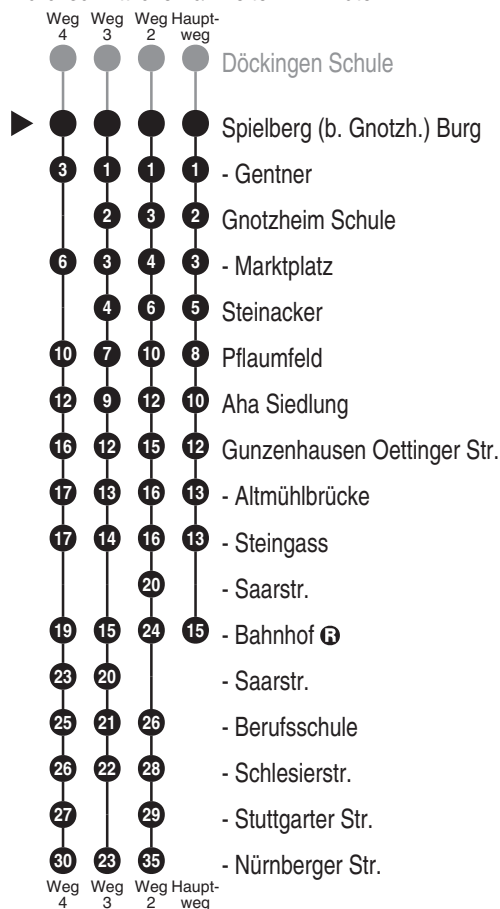 Weg Weg Weg Haupt-
4 3 2 weg
Döckingen Schule
Spielberg (b. Gnotzh.) Burg
3 1 1 1 - Gentner
2 3 2 Gnotzheim Schule
6 3 4 3 - Marktplatz
4 6 5 Steinacker
10 7 10 8 Pflaumfeld
12 9 12 10 Aha Siedlung
16 12 15 12 Gunzenhausen Oettinger Str.
17 13 16 13 - Altmühlbrücke
17 14 16 13 - Steingass
20 - Saarstr.
19 15 24 15 - Bahnhof R
23 20 - Saarstr.
25 21 26 - Berufsschule
26 22 28 - Schlesierstr.
27 29 - Stuttgarter Str.
30 23 35 - Nürnberger Str.
Weg Weg Weg Haupt-
4 3 2 weg